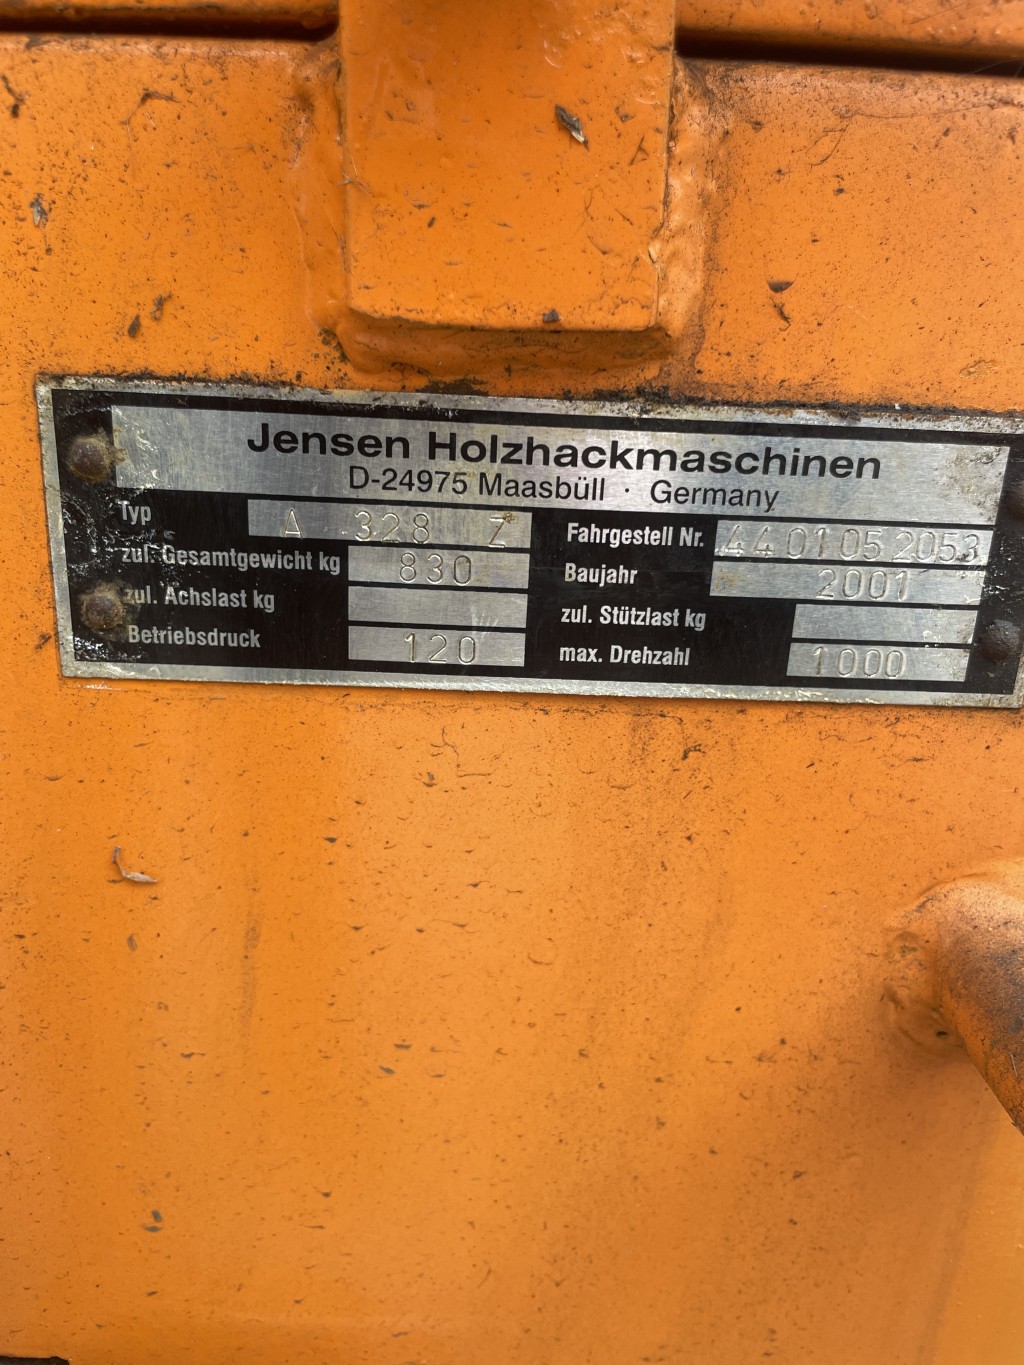 Jensen Holzhackmaschinen
D-24975 Maasbüll · Germany
Typ A 328 Z
zul. Gesamtgewicht kg 830
zul. Achslast kg
Betriebsdruck 120
Fahrgestell Nr. 4401052053
Baujahr 2001
zul. Stützlast kg
max. Drehzahl 1000